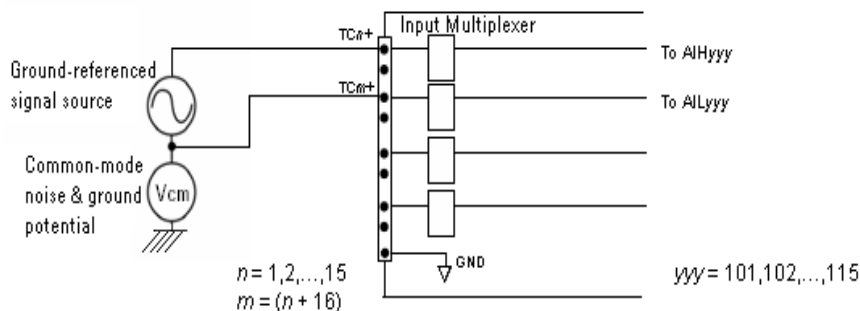 Input Multiplexer
TCn+
To AIHyyy
Ground-referenced
signal source
TCm+
To AILyyy
Common-mode
noise & ground
potential
Vcm
GND
n = 1,2,...,15
m = (n + 16)
yyy = 101,102,...,115